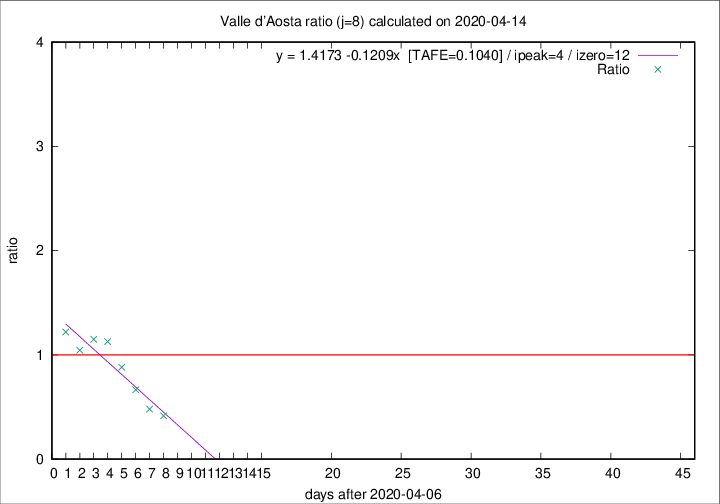 Valle d'Aosta ratio (j=8) calculated on 2020-04-14
y = 1.4173 -0.1209x [TAFE=0.1040] / ipeak=4 / izero=12
Ratio
4
3
2
1
0
ratio
0 1 2 3 4 5 6 7 8 9 10 11 12 13 14 15 20 25 30 35 40 45
days after 2020-04-06